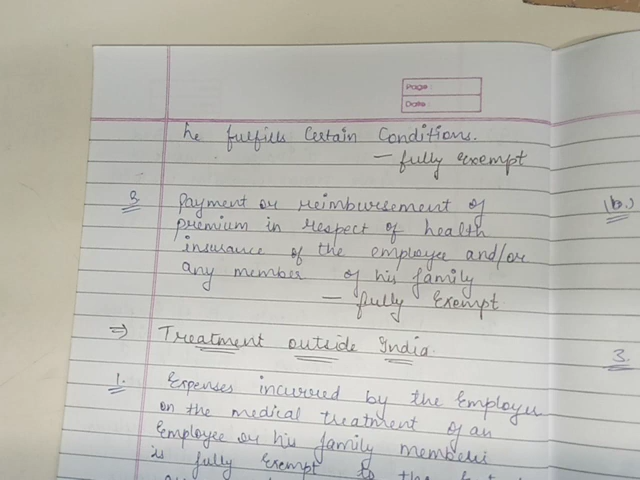 Page
Date
he fulfills Certain Conditions.
— fully exempt
3 payment or reimbursement of
premium in respect of health
insurance of the employee and/or
any member of his family
— fully Exempt
(b.)
⇒ Treatment outside India.
3.
1. Expenses incurred by the Employer
on the medical treatment of an
Employee or his family members
is fully exempt to the